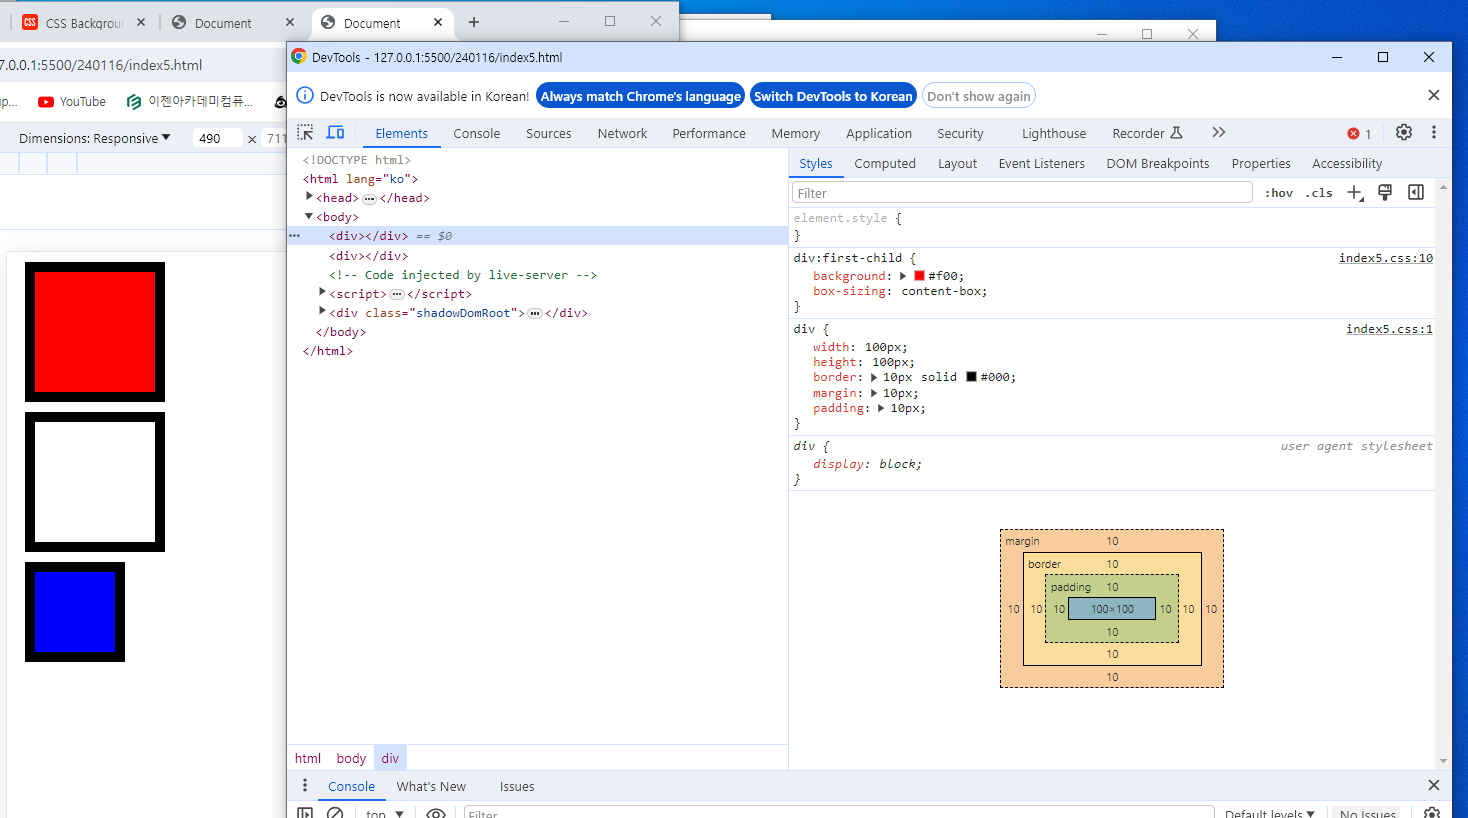 CSS Backgrou
Document
Document
7.0.0.1:5500/240116/index5.html
up...
YouTube
이젠아카데미컴퓨...
Dimensions: Responsive
490
×
711
DevTools - 127.0.0.1:5500/240116/index5.html
DevTools is now available in Korean!
Always match Chrome's language
Switch DevTools to Korean
Don't show again
Elements
Console
Sources
Network
Performance
Memory
Application
Security
Lighthouse
Recorder
1
<!DOCTYPE html>
<html lang="ko">
<head>…</head>
<body>
<div></div> == $0
<div></div>
<!-- Code injected by live-server -->
<script>…</script>
<div class="shadowDomRoot">…</div>
</body>
</html>
html
body
div
Styles
Computed
Layout
Event Listeners
DOM Breakpoints
Properties
Accessibility
Filter
:hov
.cls
element.style {
}
div:first-child {
index5.css:10
background: #f00;
box-sizing: content-box;
}
div {
index5.css:1
width: 100px;
height: 100px;
border: 10px solid #000;
margin: 10px;
padding: 10px;
}
div {
user agent stylesheet
display: block;
}
margin 10
border 10
padding 10
10 10 10 100×100 10 10 10
10
10
10
Console
What's New
Issues
top
Filter
Default levels
No Issues